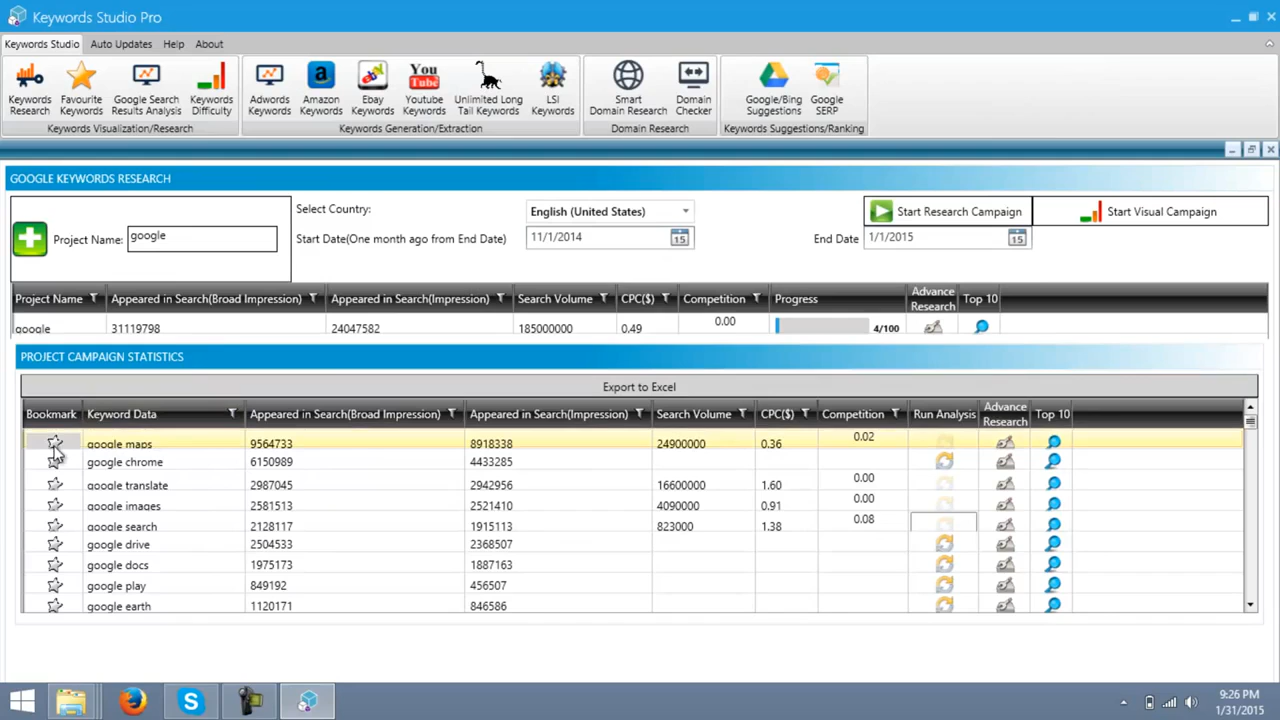 Keywords Studio Pro
Keywords Studio Auto Updates Help About
Keywords Research
Favourite Keywords
Google Search Results Analysis
Keywords Difficulty
Adwords Keywords
a Amazon Keywords
Ebay Keywords
You Tube Youtube Keywords
Unlimited Long Tail Keywords
LSI Keywords
Smart Domain Research
Domain Checker
Google/Bing Suggestions
Google SERP
Keywords Visualization/Research Keywords Generation/Extraction Domain Research Keywords Suggestions/Ranking
GOOGLE KEYWORDS RESEARCH
Project Name: google
Select Country: English (United States)
Start Research Campaign Start Visual Campaign
Start Date(One month ago from End Date) 11/1/2014 15 End Date 1/1/2015 15
Project Name Appeared in Search(Broad Impression) Appeared in Search(Impression) Search Volume CPC($) Competition Progress Advance Research Top 10
google 31119798 24047582 185000000 0.49 0.00 4/100
PROJECT CAMPAIGN STATISTICS
Export to Excel
Bookmark Keyword Data Appeared in Search(Broad Impression) Appeared in Search(Impression) Search Volume CPC($) Competition Run Analysis Advance Research Top 10
google maps 9564733 8918338 24900000 0.36 0.02
google chrome 6150989 4433285
google translate 2987045 2942956 16600000 1.60 0.00
google images 2581513 2521410 4090000 0.91 0.00
google search 2128117 1915113 823000 1.38 0.08
google drive 2504533 2368507
google docs 1975173 1887163
google play 849192 456507
google earth 1120171 846586
9:26 PM
1/31/2015